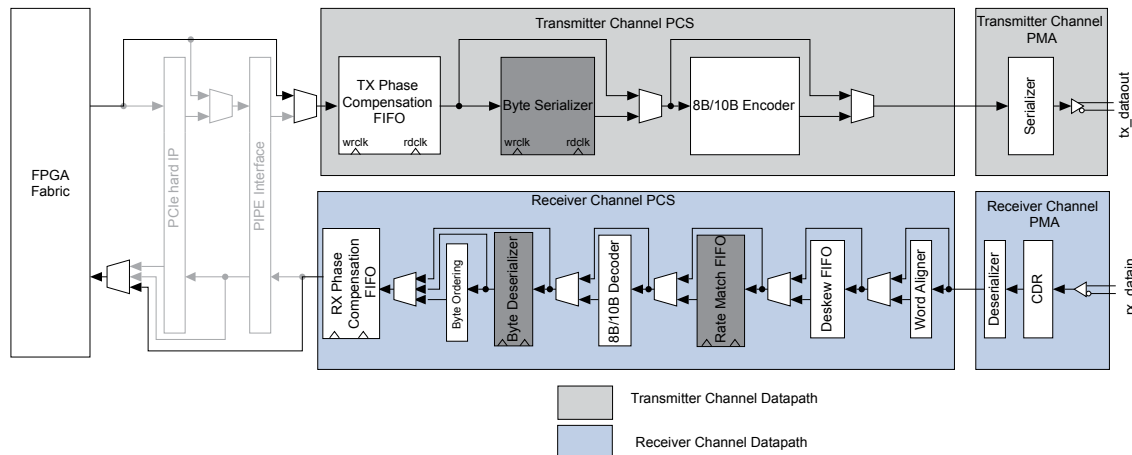 Transmitter Channel PCS
Transmitter Channel
PMA
TX Phase
Compensation
FIFO
wrclk
rdclk
Byte Serializer
wrclk
rdclk
8B/10B Encoder
Serializer
tx_dataout
FPGA
Fabric
PCIe hard IP
PIPE Interface
Receiver Channel PCS
Receiver Channel
PMA
RX Phase
Compensation
FIFO
Byte Ordering
Byte Deserializer
8B/10B Decoder
Rate Match FIFO
Deskew FIFO
Word Aligner
Deserializer
CDR
rx_datain
Transmitter Channel Datapath
Receiver Channel Datapath